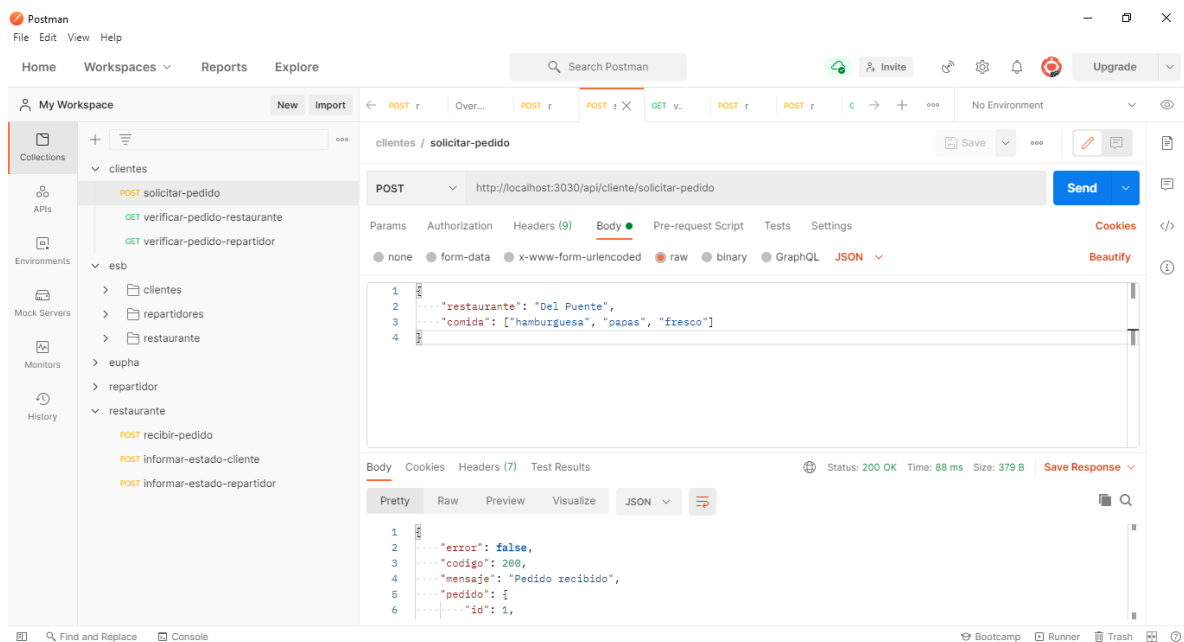 Postman
File Edit View Help
Home Workspaces Reports Explore Search Postman Invite Upgrade
My Workspace New Import POST r Over... POST r POST s GET v.. POST r POST r No Environment
Collections
APIs
Environments
Mock Servers
Monitors
History
clientes
POST solicitar-pedido
GET verificar-pedido-restaurante
GET verificar-pedido-repartidor
esb
clientes
repartidores
restaurante
eupha
repartidor
restaurante
POST recibir-pedido
POST informar-estado-cliente
POST informar-estado-repartidor
clientes / solicitar-pedido Save
POST http://localhost:3030/api/cliente/solicitar-pedido Send
Params Authorization Headers (9) Body Pre-request Script Tests Settings Cookies
none form-data x-www-form-urlencoded raw binary GraphQL JSON Beautify
1 {
2 "restaurante": "Del Puente",
3 "comida": ["hamburguesa", "papas", "fresco"]
4 }
Body Cookies Headers (7) Test Results Status: 200 OK Time: 88 ms Size: 379 B Save Response
Pretty Raw Preview Visualize JSON
1 {
2 "error": false,
3 "codigo": 200,
4 "mensaje": "Pedido recibido",
5 "pedido": {
6 "id": 1,
Find and Replace Console Bootcamp Runner Trash